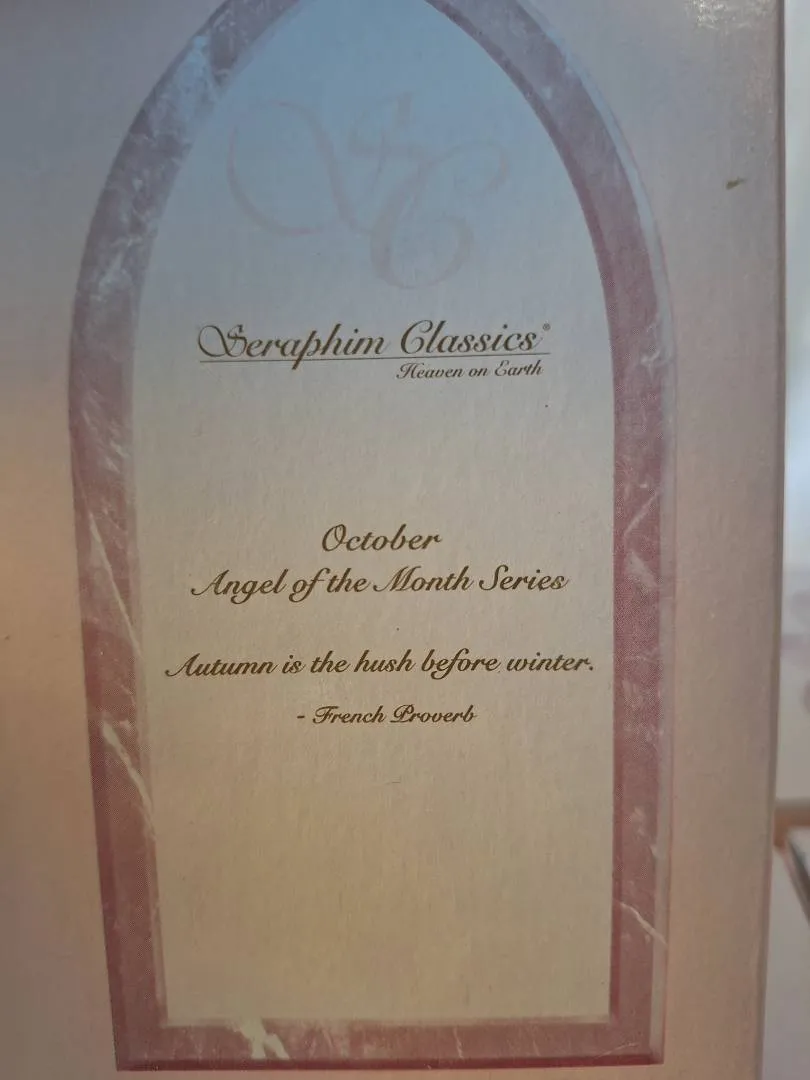 SC
Seraphim Classics®
Heaven on Earth
October
Angel of the Month Series
Autumn is the hush before winter.
- French Proverb